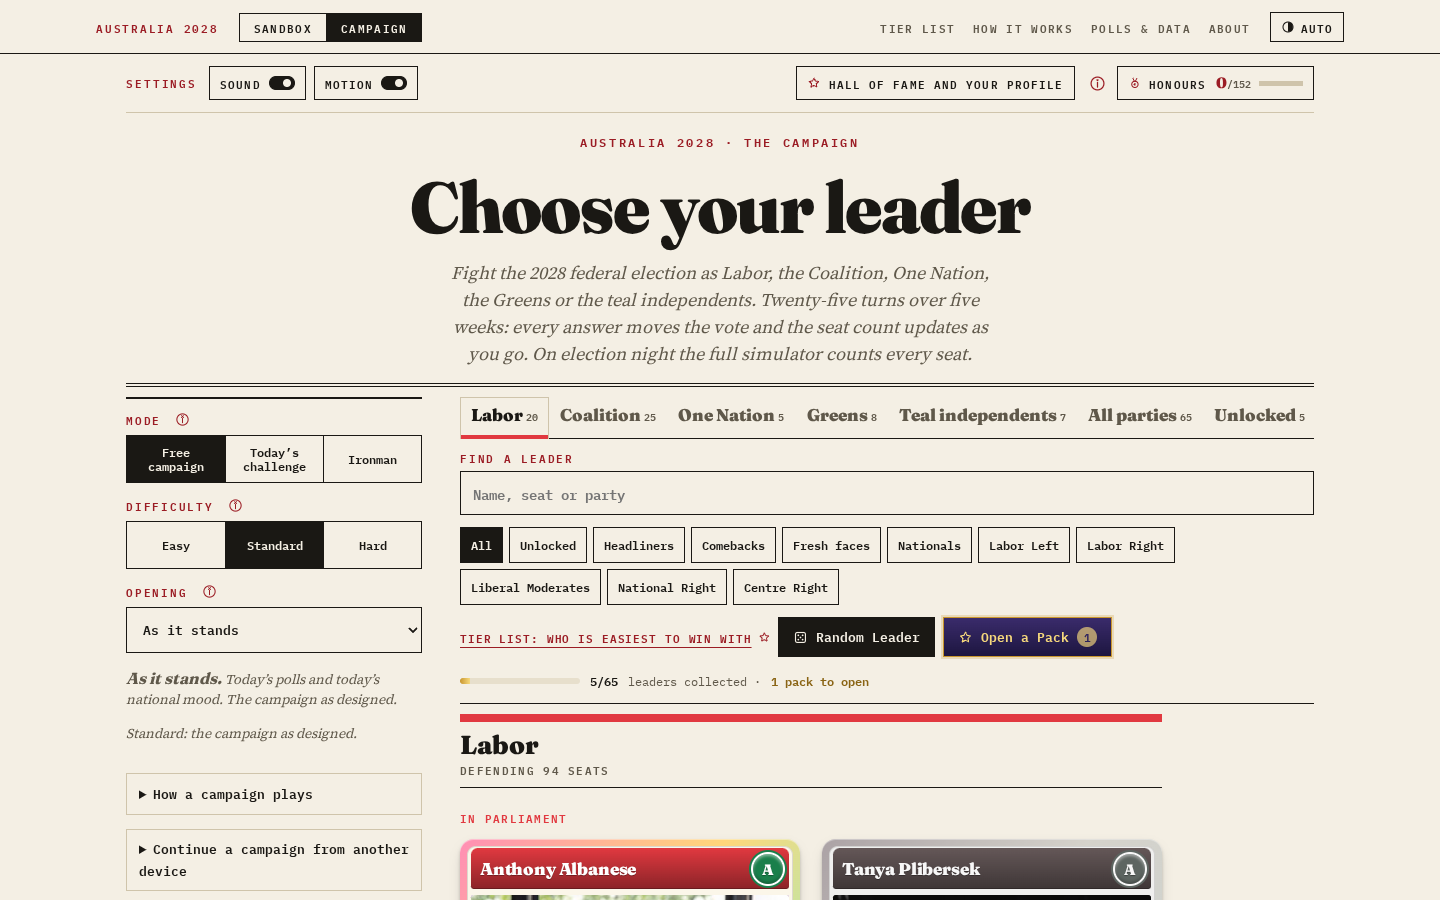 AUSTRALIA 2028 SANDBOX CAMPAIGN TIER LIST HOW IT WORKS POLLS & DATA ABOUT AUTO
SETTINGS SOUND MOTION HALL OF FAME AND YOUR PROFILE HONOURS 0/152
AUSTRALIA 2028 · THE CAMPAIGN
Choose your leader
Fight the 2028 federal election as Labor, the Coalition, One Nation,
the Greens or the teal independents. Twenty-five turns over five
weeks: every answer moves the vote and the seat count updates as
you go. On election night the full simulator counts every seat.
MODE
Free campaign
Today’s challenge
Ironman
DIFFICULTY
Easy Standard Hard
OPENING
As it stands
As it stands. Today’s polls and today’s
national mood. The campaign as designed.
Standard: the campaign as designed.
How a campaign plays
Continue a campaign from another
device
Labor 20 Coalition 25 One Nation 5 Greens 8 Teal independents 7 All parties 65 Unlocked 5
FIND A LEADER
Name, seat or party
All Unlocked Headliners Comebacks Fresh faces Nationals Labor Left Labor Right
Liberal Moderates National Right Centre Right
TIER LIST: WHO IS EASIEST TO WIN WITH Random Leader Open a Pack 1
5/65 leaders collected · 1 pack to open
Labor
DEFENDING 94 SEATS
IN PARLIAMENT
Anthony Albanese A
Tanya Plibersek A